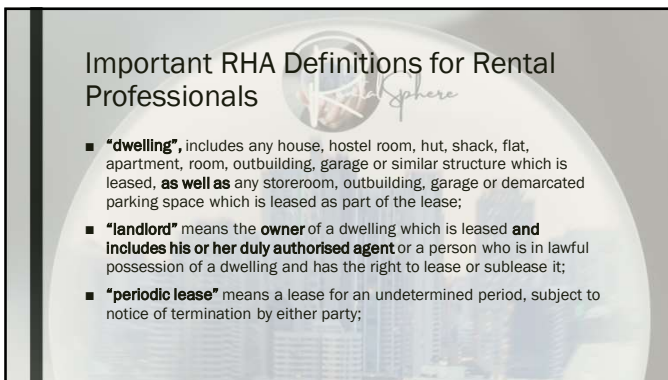 Important RHA Definitions for Rental
Professionals
RentalSphere
■ “dwelling”, includes any house, hostel room, hut, shack, flat,
apartment, room, outbuilding, garage or similar structure which is
leased, as well as any storeroom, outbuilding, garage or demarcated
parking space which is leased as part of the lease;
■ “landlord” means the owner of a dwelling which is leased and
includes his or her duly authorised agent or a person who is in lawful
possession of a dwelling and has the right to lease or sublease it;
■ “periodic lease” means a lease for an undetermined period, subject to
notice of termination by either party;